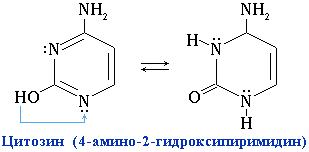 NH₂ NH₂
:N H N̈
HO N̈ O N̈
H
Цитозин (4-амино-2-гидроксипиримидин)